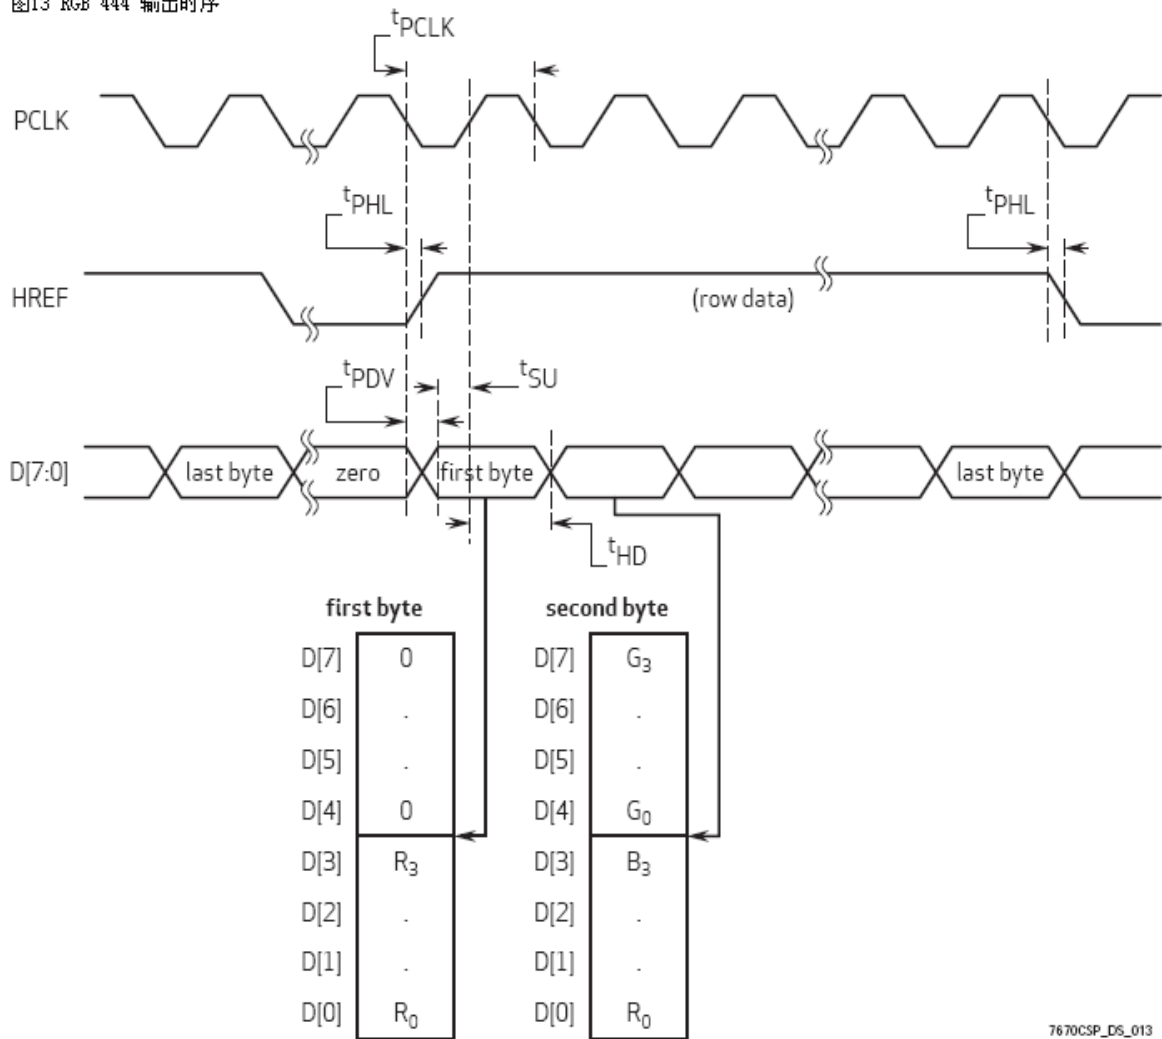 图13 RGB 444 输出时序
tPCLK
PCLK
tPHL tPHL
HREF (row data)
tPDV tSU
D[7:0] last byte zero first byte last byte
tHD
first byte second byte
D[7] 0 D[7] G3
D[6] . D[6] .
D[5] . D[5] .
D[4] 0 D[4] G0
D[3] R3 D[3] B3
D[2] . D[2] .
D[1] . D[1] .
D[0] R0 D[0] R0
7670CSP_DS_013